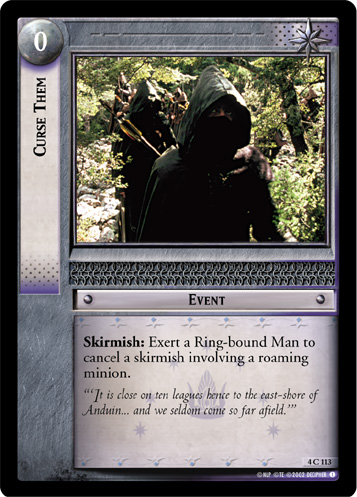 0
CURSE THEM
EVENT
Skirmish: Exert a Ring-bound Man to
cancel a skirmish involving a roaming
minion.
“‘It is close on ten leagues hence to the east-shore of
Anduin... and we seldom come so far afield.’”
4 C 113
©NLP ©TE ©2002 DECIPHER